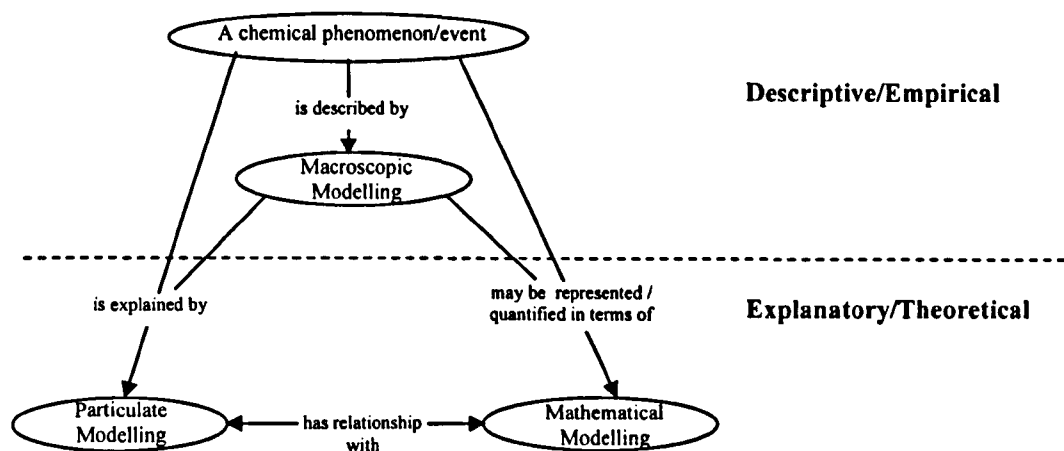 A chemical phenomenon/event
Descriptive/Empirical
is described by
Macroscopic
Modelling
is explained by
may be represented /
quantified in terms of
Explanatory/Theoretical
Particulate
Modelling
has relationship
with
Mathematical
Modelling